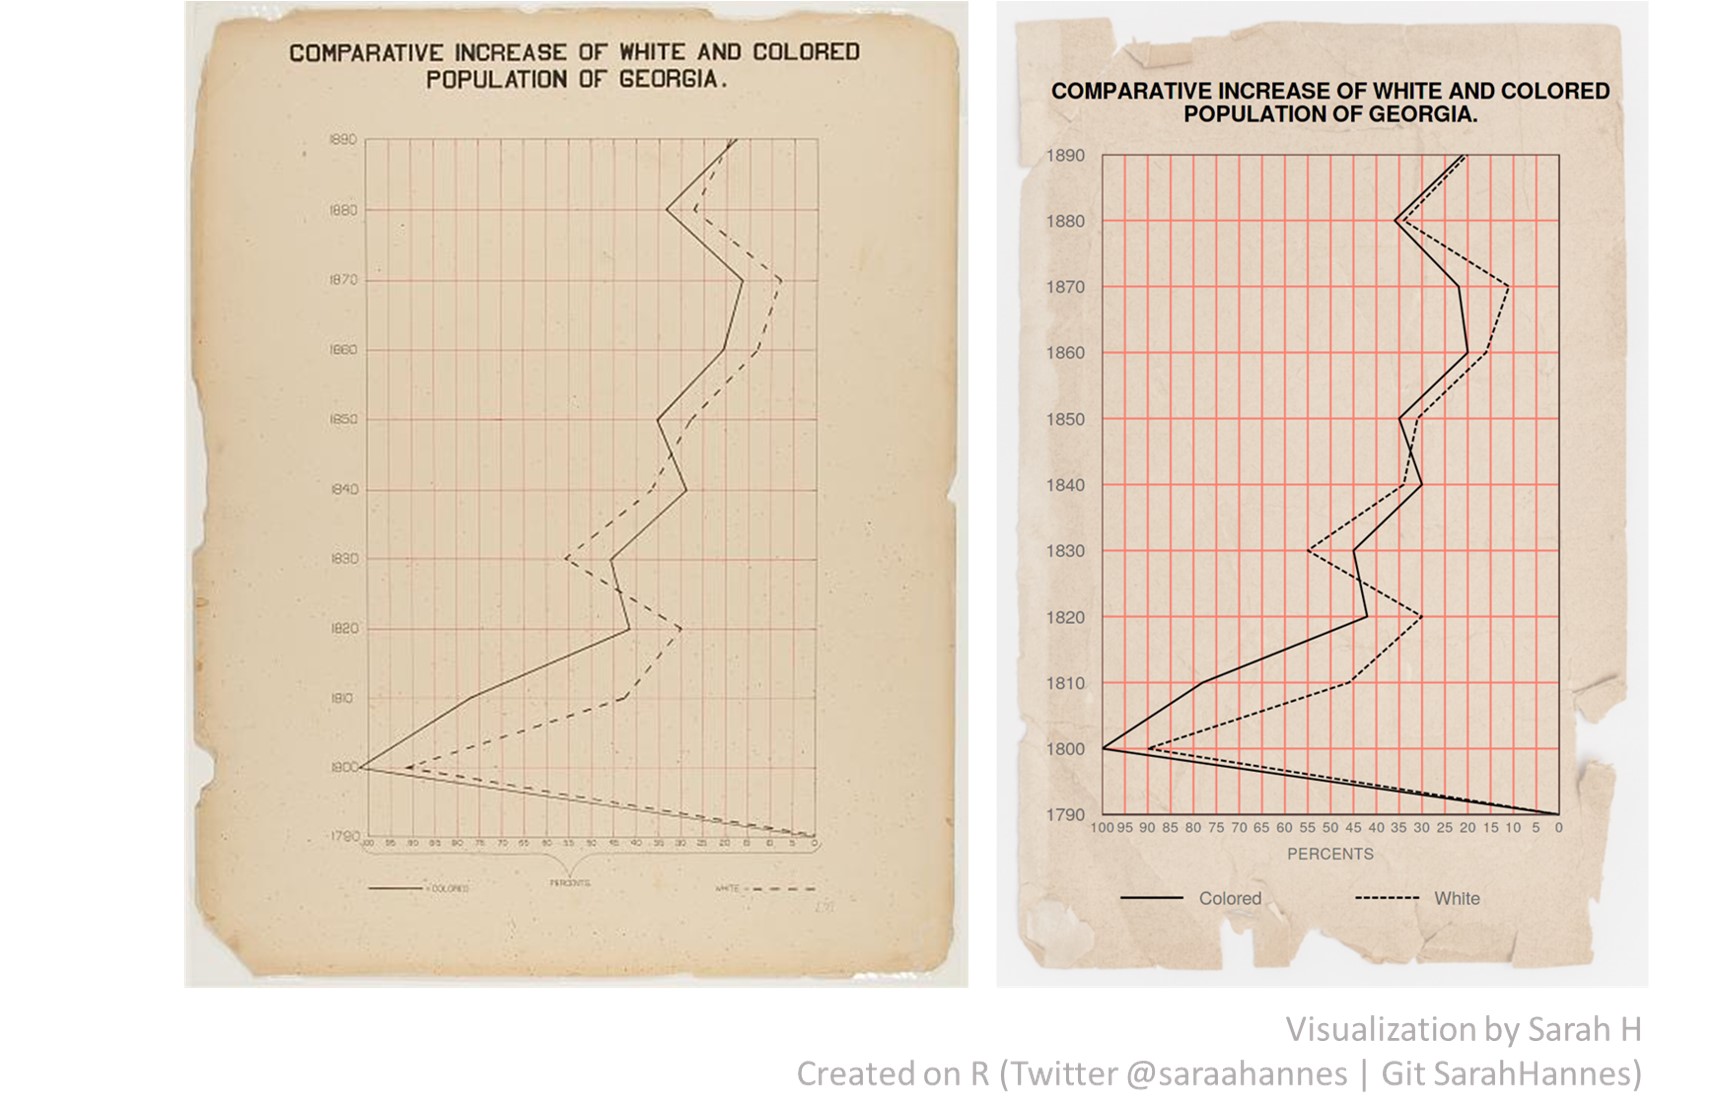 COMPARATIVE INCREASE OF WHITE AND COLORED
POPULATION OF GEORGIA.
1890
1880
1870
1860
1850
1840
1830
1820
1810
1800
1790
100 95 90 85 80 75 70 65 60 55 50 45 40 35 30 25 20 15 10 5 0
PERCENTS.
= COLORED
WHITE =
COMPARATIVE INCREASE OF WHITE AND COLORED
POPULATION OF GEORGIA.
1890
1880
1870
1860
1850
1840
1830
1820
1810
1800
1790
100 95 90 85 80 75 70 65 60 55 50 45 40 35 30 25 20 15 10 5 0
PERCENTS
Colored White
Visualization by Sarah H
Created on R (Twitter @saraahannes | Git SarahHannes)